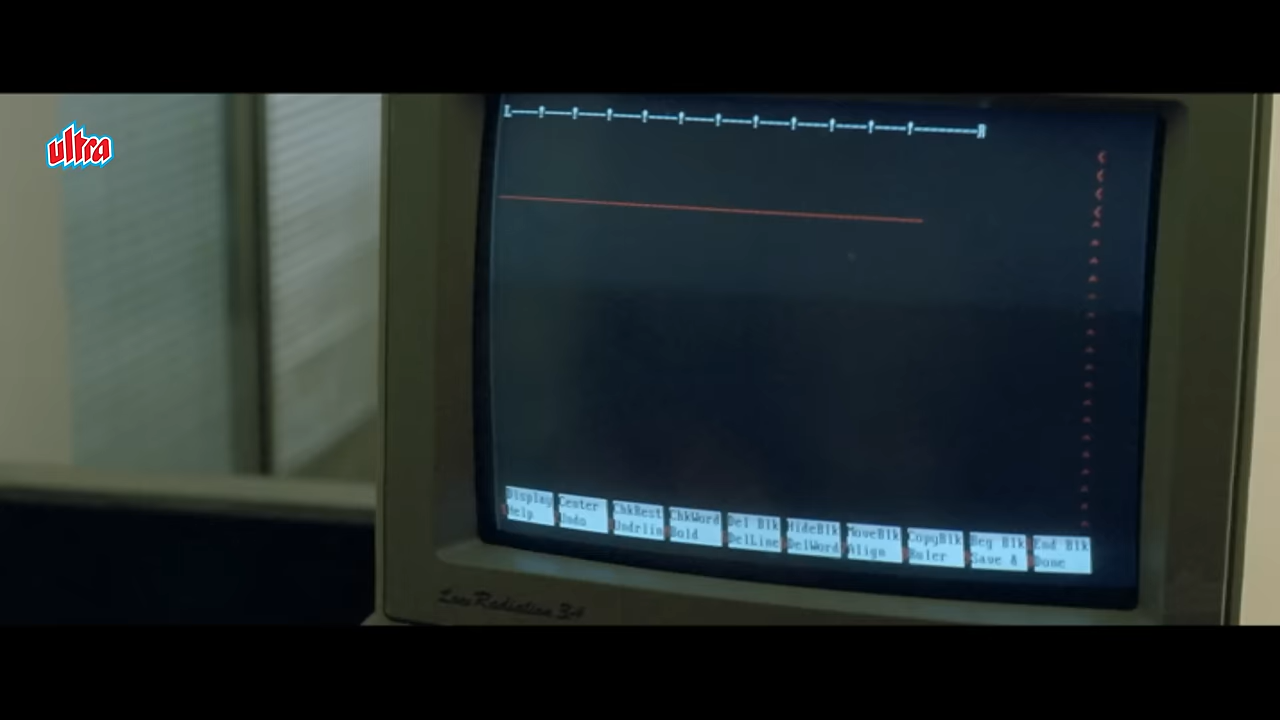 ultra
L----!----!----!----!----!----!----!----!----!----!----!--------R
Display Center ChkRest ChkWord Del Blk HideBlk MoveBlk CopyBlk Beg Blk End Blk
Help Undo Undrlin Bold DelLine DelWord Align Ruler Save & Done
Low Radiation